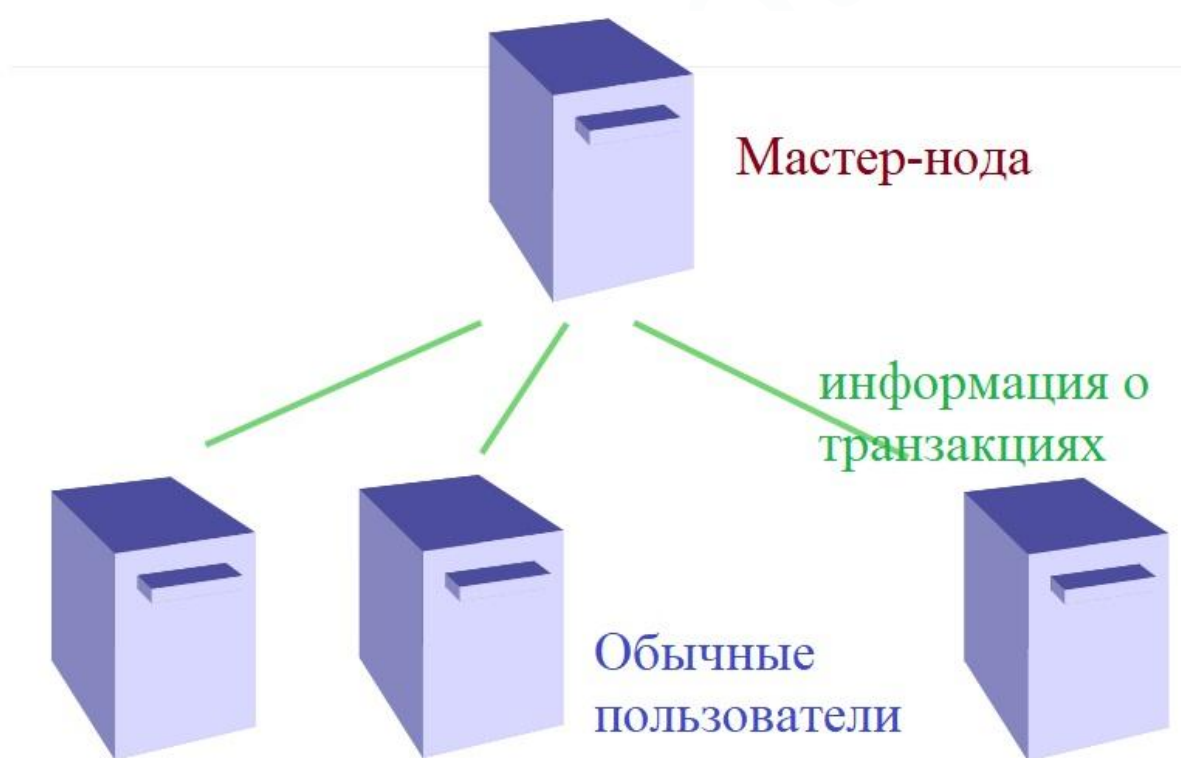 Мастер-нода
информация о
транзакциях
Обычные
пользователи